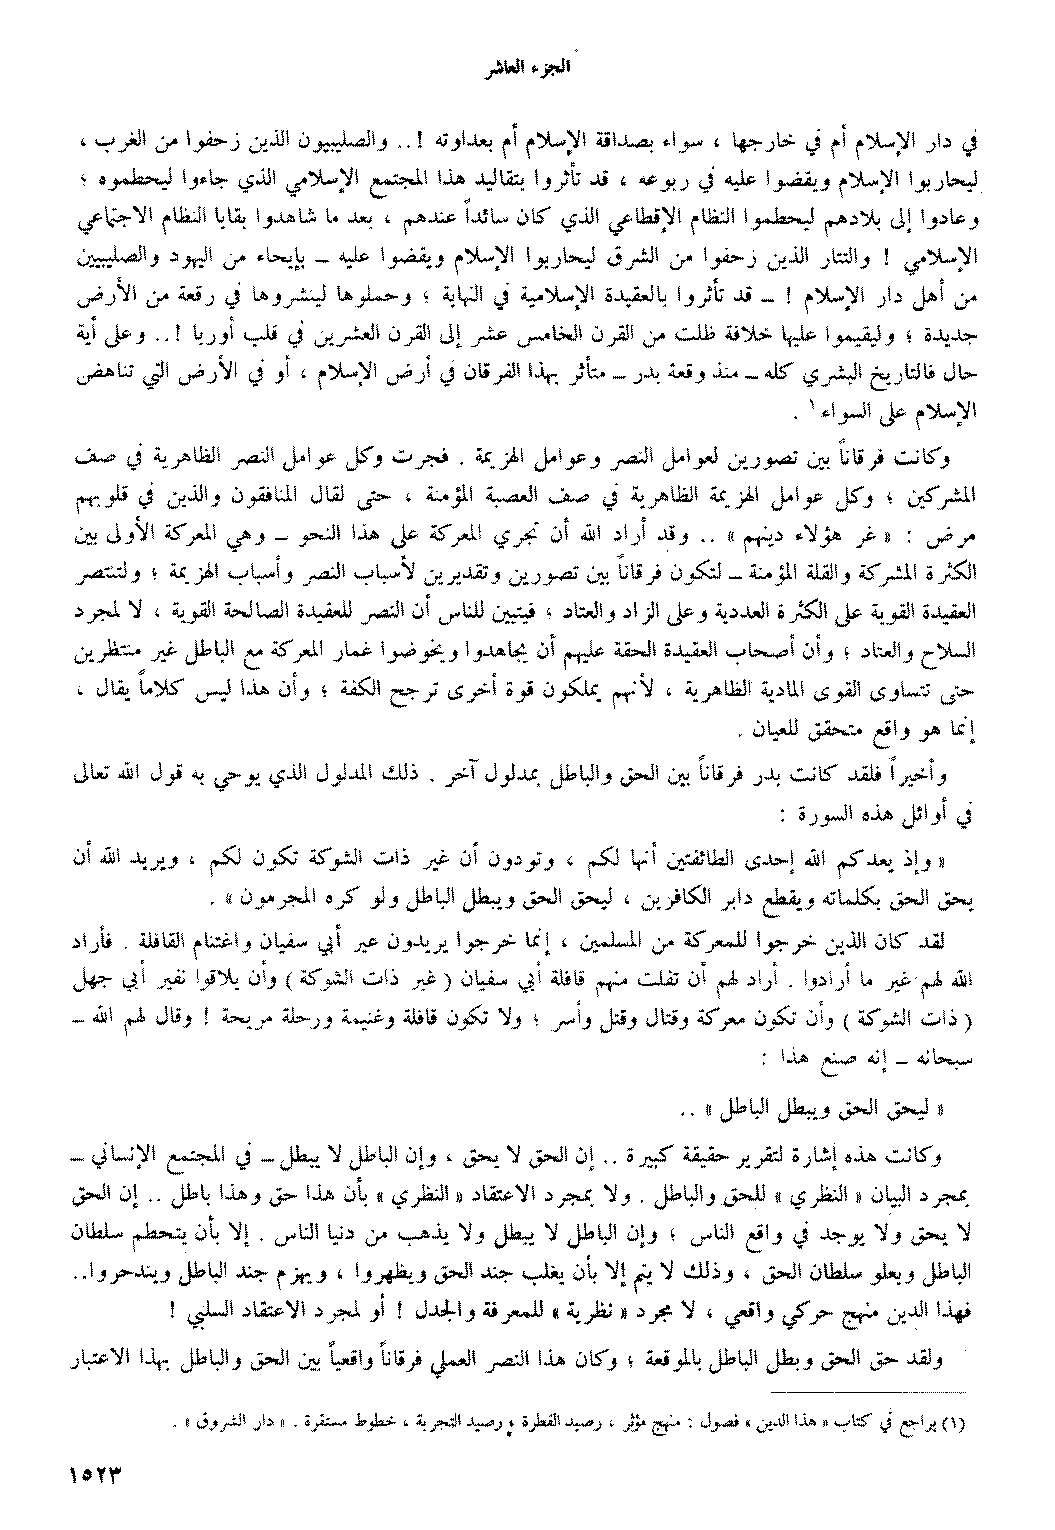 الجزء العاشر
في دار الإسلام أم في خارجها ، سواء بصداقة الإسلام أم بعداوته !.. والصليبيون الذين زحفوا من الغرب ،
ليحاربوا الإسلام ويقضوا عليه في ربوعه ، قد تأثروا بتقاليد هذا المجتمع الإسلامي الذي جاءوا ليحطموه ؛
وعادوا إلى بلادهم ليحطموا النظام الإقطاعي الذي كان سائداً عندهم ، بعد ما شاهدوا بقايا النظام الاجتماعي
الإسلامي ! والتتار الذين زحفوا من الشرق ليحاربوا الإسلام ويقضوا عليه – بإيحاء من اليهود والصليبيين
من أهل دار الإسلام ! – قد تأثروا بالعقيدة الإسلامية في النهاية ؛ وحملوها لينشروها في رقعة من الأرض
جديدة ؛ وليقيموا عليها خلافة ظلت من القرن الخامس عشر إلى القرن العشرين في قلب أوربا !.. وعلى أية
حال فالتاريخ البشري كله – منذ وقعة بدر – متأثر بهذا الفرقان في أرض الإسلام ، أو في الأرض التي تناهض
الإسلام على السواء ١ .
وكانت فرقاناً بين تصورين لعوامل النصر وعوامل الهزيمة . فجرت وكل عوامل النصر الظاهرية في صف
المشركين ؛ وكل عوامل الهزيمة الظاهرية في صف العصبة المؤمنة ، حتى لقال المنافقون والذين في قلوبهم
مرض : « غر هؤلاء دينهم » .. وقد أراد الله أن تجري المعركة على هذا النحو – وهي المعركة الأولى بين
الكثرة المشركة والقلة المؤمنة – لتكون فرقاناً بين تصورين وتقديرين لأسباب النصر وأسباب الهزيمة ؛ ولتنتصر
العقيدة القوية على الكثرة العددية وعلى الزاد والعتاد ؛ فيتبين للناس أن النصر للعقيدة الصالحة القوية ، لا لمجرد
السلاح والعتاد ؛ وأن أصحاب العقيدة الحقة عليهم أن يجاهدوا ويخوضوا غمار المعركة مع الباطل غير منتظرين
حتى تتساوى القوى المادية الظاهرية ، لأنهم يملكون قوة أخرى ترجح الكفة ؛ وأن هذا ليس كلاماً يقال ،
إنما هو واقع متحقق للعيان .
وأخيراً فلقد كانت بدر فرقاناً بين الحق والباطل بمدلول آخر . ذلك المدلول الذي يوحي به قول الله تعالى
في أوائل هذه السورة :
« وإذ يعدكم الله إحدى الطائفتين أنها لكم ، وتودون أن غير ذات الشوكة تكون لكم ، ويريد الله أن
يحق الحق بكلماته ويقطع دابر الكافرين ، ليحق الحق ويبطل الباطل ولو كره المجرمون » .
لقد كان الذين خرجوا للمعركة من المسلمين ، إنما خرجوا يريدون عير أبي سفيان واغتنام القافلة . فأراد
الله لهم غير ما أرادوا . أراد لهم أن تفلت منهم قافلة أبي سفيان ( غير ذات الشوكة ) وأن يلاقوا نفير أبي جهل
( ذات الشوكة ) وأن تكون معركة وقتال وقتل وأسر ؛ ولا تكون قافلة وغنيمة ورحلة مريحة ! وقال لهم الله –
سبحانه – إنه صنع هذا :
« ليحق الحق ويبطل الباطل » ..
وكانت هذه إشارة لتقرير حقيقة كبيرة .. إن الحق لا يحق ، وإن الباطل لا يبطل – في المجتمع الإنساني –
بمجرد البيان « النظري » للحق والباطل . ولا بمجرد الاعتقاد « النظري » بأن هذا حق وهذا باطل .. إن الحق
لا يحق ولا يوجد في واقع الناس ؛ وإن الباطل لا يبطل ولا يذهب من دنيا الناس . إلا بأن يتحطم سلطان
الباطل ويعلو سلطان الحق ، وذلك لا يتم إلا بأن يغلب جند الحق ويظهروا ، ويهزم جند الباطل ويندحروا..
فهذا الدين منهج حركي واقعي ، لا مجرد « نظرية » للمعرفة والجدل ! أو لمجرد الاعتقاد السلبي !
ولقد حق الحق وبطل الباطل بالموقعة ؛ وكان هذا النصر العملي فرقاناً واقعياً بين الحق والباطل بهذا الاعتبار
(١) يراجع في كتاب « هذا الدين » فصول : منهج مؤثر ، رصيد الفطرة ، رصيد التجربة ، خطوط مستقرة . « دار الشروق » .
١٥٢٣